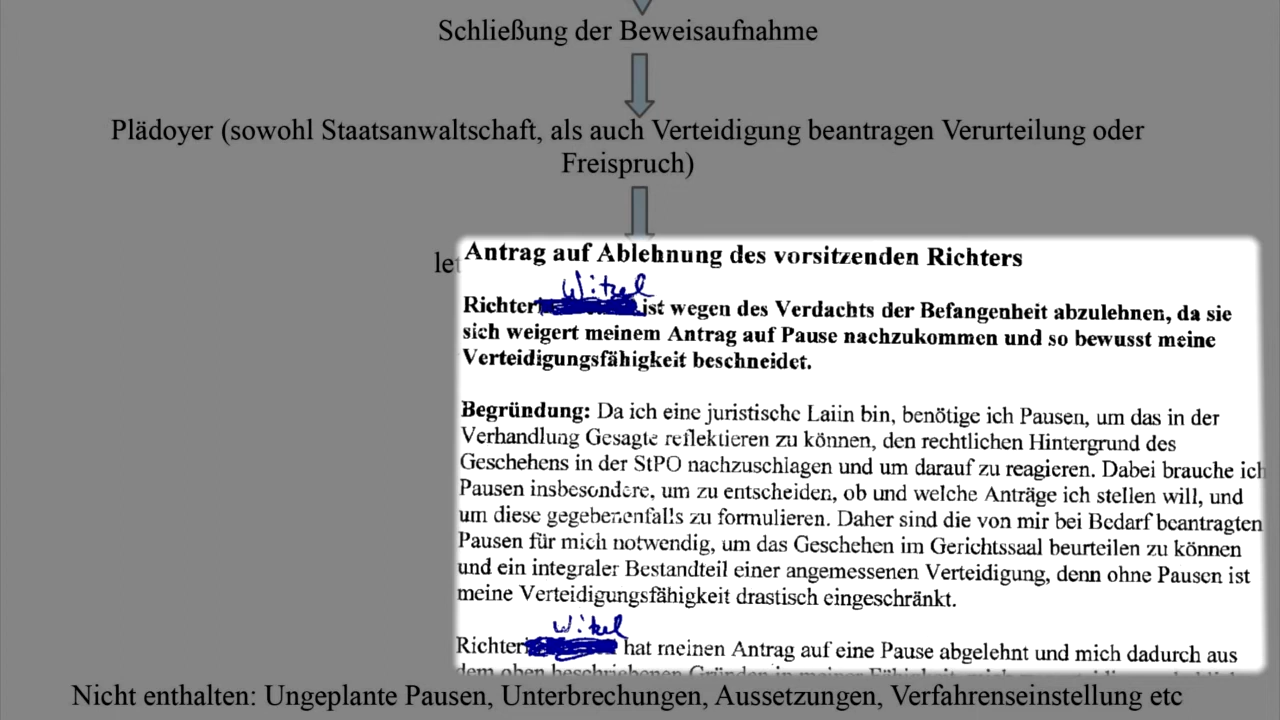 Schließung der Beweisaufnahme
Plädoyer (sowohl Staatsanwaltschaft, als auch Verteidigung beantragen Verurteilung oder
Freispruch)
let
Antrag auf Ablehnung des vorsitzenden Richters
Witzel
Richter ist wegen des Verdachts der Befangenheit abzulehnen, da sie
sich weigert meinem Antrag auf Pause nachzukommen und so bewusst meine
Verteidigungsfähigkeit beschneidet.
Begründung: Da ich eine juristische Laiin bin, benötige ich Pausen, um das in der
Verhandlung Gesagte reflektieren zu können, den rechtlichen Hintergrund des
Geschehens in der StPO nachzuschlagen und um darauf zu reagieren. Dabei brauche ich
Pausen insbesondere, um zu entscheiden, ob und welche Anträge ich stellen will, und
um diese gegebenenfalls zu formulieren. Daher sind die von mir bei Bedarf beantragten
Pausen für mich notwendig, um das Geschehen im Gerichtssaal beurteilen zu können
und ein integraler Bestandteil einer angemessenen Verteidigung, denn ohne Pausen ist
meine Verteidigungsfähigkeit drastisch eingeschränkt.
Witzel
Richteri hat meinen Antrag auf eine Pause abgelehnt und mich dadurch aus
dem oben beschriebenen Gründen in meiner
Nicht enthalten: Ungeplante Pausen, Unterbrechungen, Aussetzungen, Verfahrenseinstellung etc